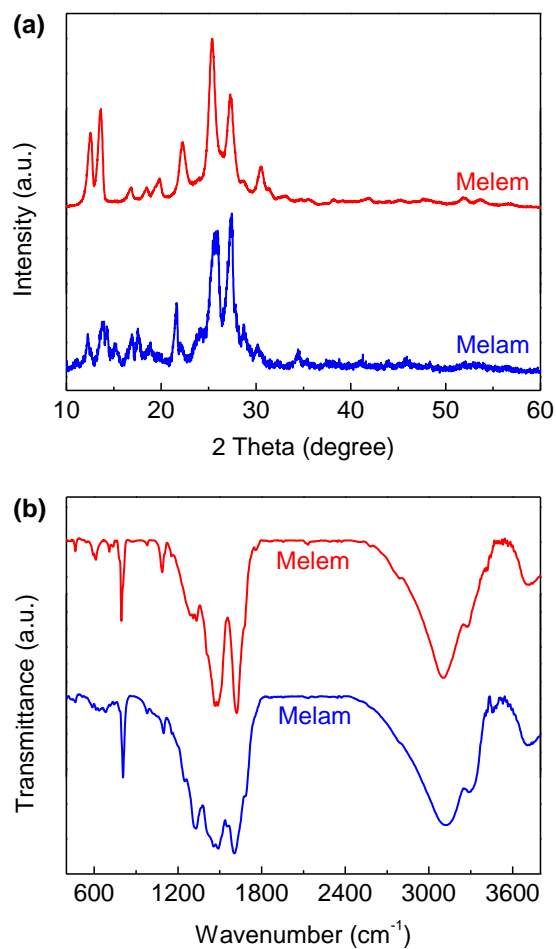 (a)
Intensity (a.u.)
Melem
Melam
10 20 30 40 50 60
2 Theta (degree)
(b)
Transmittance (a.u.)
Melem
Melam
600 1200 1800 2400 3000 3600
Wavenumber (cm⁻¹)